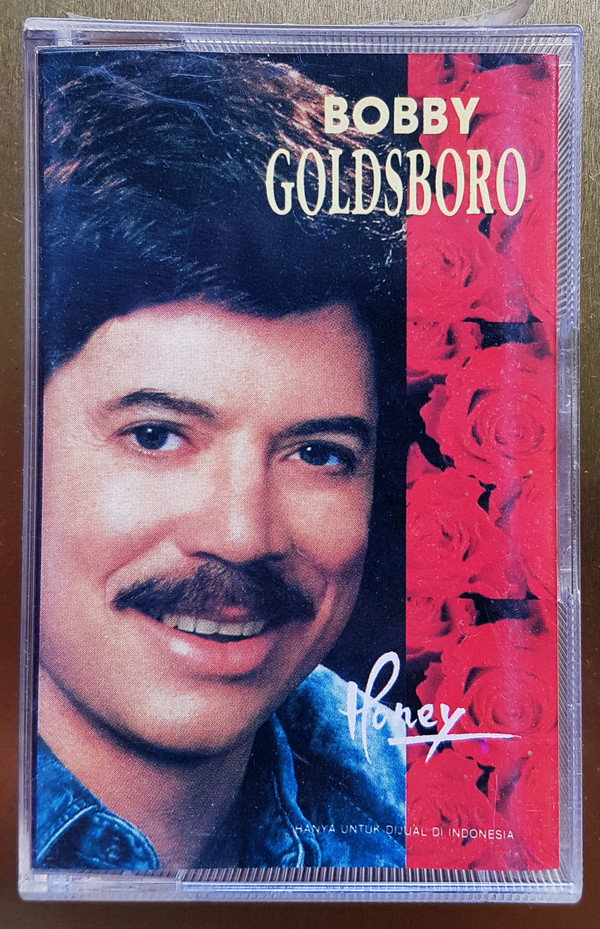 BOBBY
GOLDSBORO
Honey
HANYA UNTUK DIJUAL DI INDONESIA